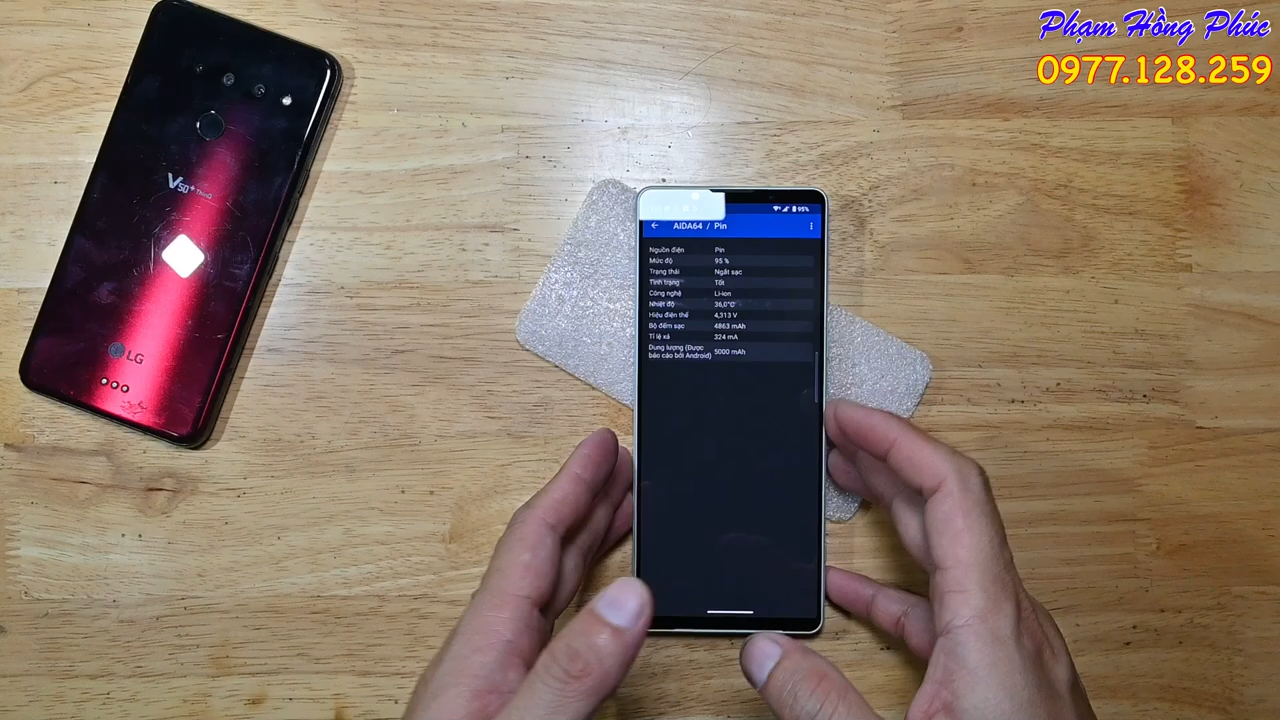 Phạm Hồng Phúc
0977.128.259
V50+ ThinQ
LG
95%
AIDA64 / Pin
Nguồn điện Pin
Mức độ 95 %
Trạng thái Ngắt sạc
Tình trạng Tốt
Công nghệ Li-ion
Nhiệt độ 36,0°C
Hiệu điện thế 4,313 V
Bộ đếm sạc 4863 mAh
Tỉ lệ xả 324 mA
Dung lượng (Được
báo cáo bởi Android) 5000 mAh